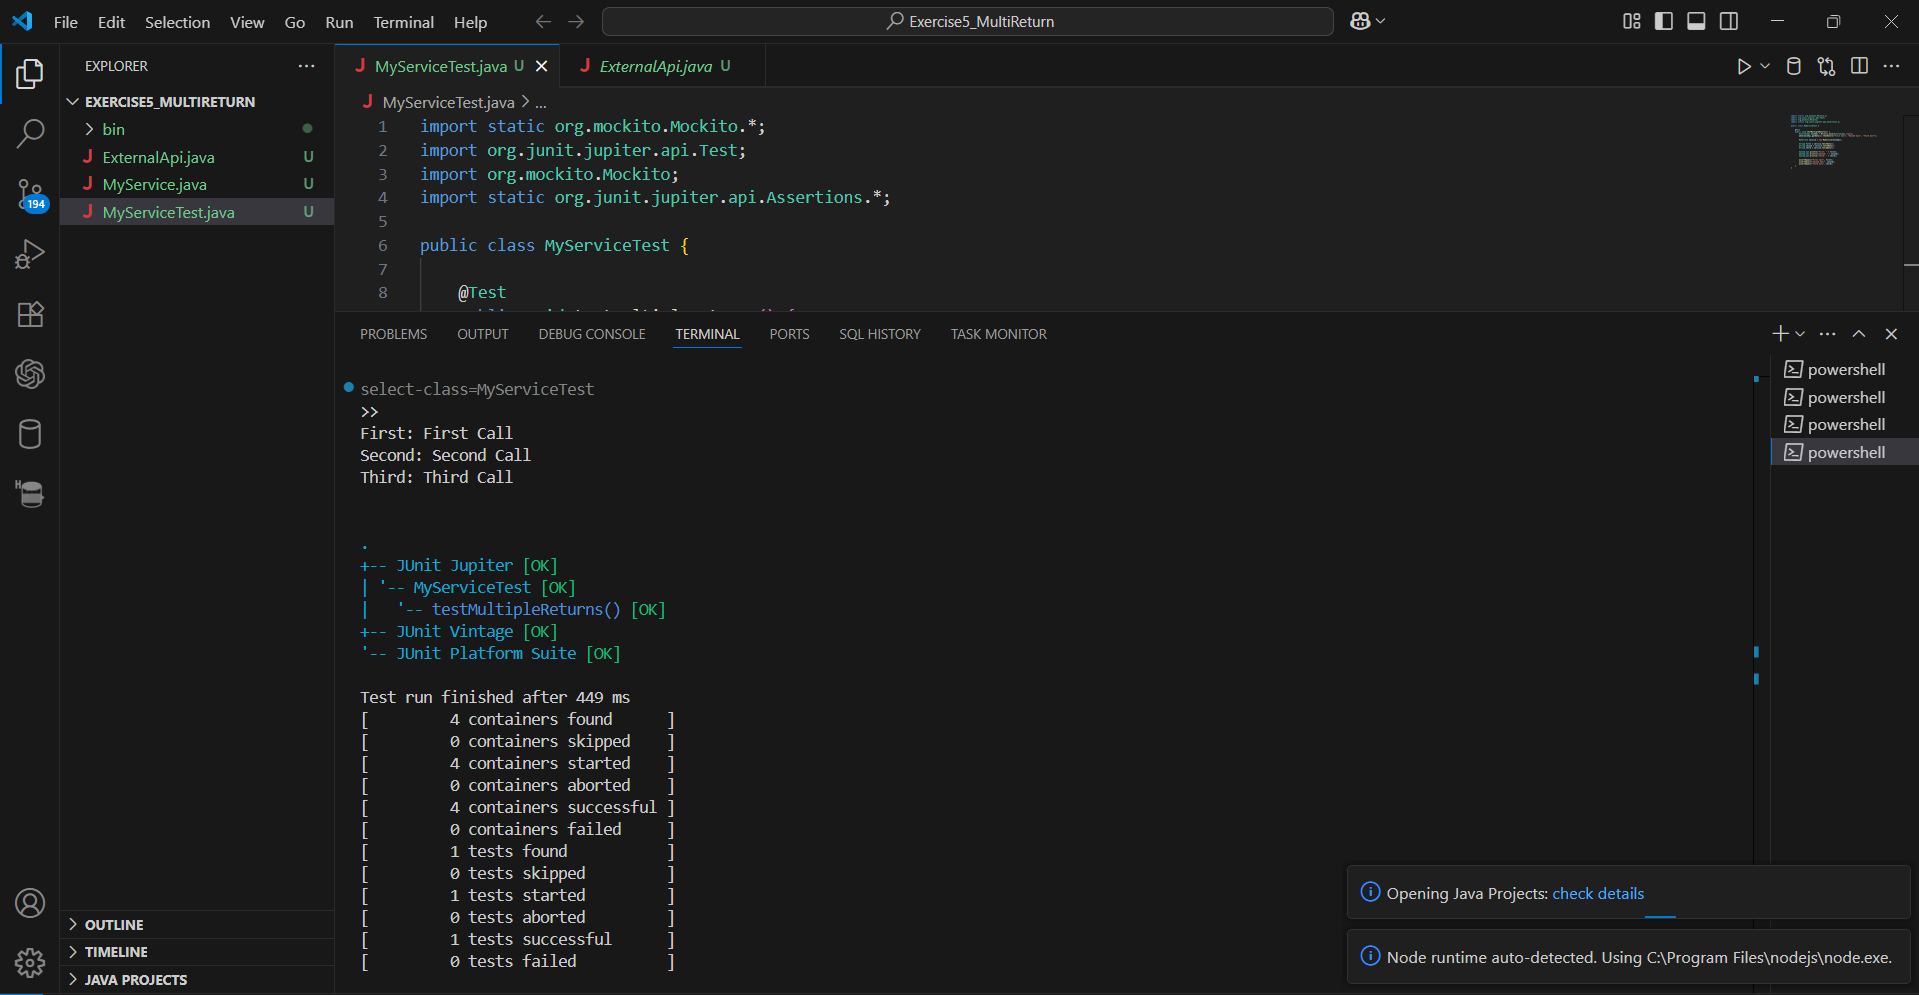 File Edit Selection View Go Run Terminal Help
Exercise5_MultiReturn
EXPLORER
EXERCISE5_MULTIRETURN
bin
J ExternalApi.java U
J MyService.java U
J MyServiceTest.java U
194
OUTLINE
TIMELINE
JAVA PROJECTS
J MyServiceTest.java U
J ExternalApi.java U
J MyServiceTest.java > ...
1 import static org.mockito.Mockito.*;
2 import org.junit.jupiter.api.Test;
3 import org.mockito.Mockito;
4 import static org.junit.jupiter.api.Assertions.*;
5
6 public class MyServiceTest {
7
8 @Test
PROBLEMS OUTPUT DEBUG CONSOLE TERMINAL PORTS SQL HISTORY TASK MONITOR
select-class=MyServiceTest
>>
First: First Call
Second: Second Call
Third: Third Call
.
+-- JUnit Jupiter [OK]
| '-- MyServiceTest [OK]
|   '-- testMultipleReturns() [OK]
+-- JUnit Vintage [OK]
'-- JUnit Platform Suite [OK]
Test run finished after 449 ms
[         4 containers found      ]
[         0 containers skipped    ]
[         4 containers started    ]
[         0 containers aborted    ]
[         4 containers successful ]
[         0 containers failed     ]
[         1 tests found           ]
[         0 tests skipped         ]
[         1 tests started         ]
[         0 tests aborted         ]
[         1 tests successful      ]
[         0 tests failed          ]
powershell
powershell
powershell
powershell
Opening Java Projects: check details
Node runtime auto-detected. Using C:\Program Files\nodejs\node.exe.